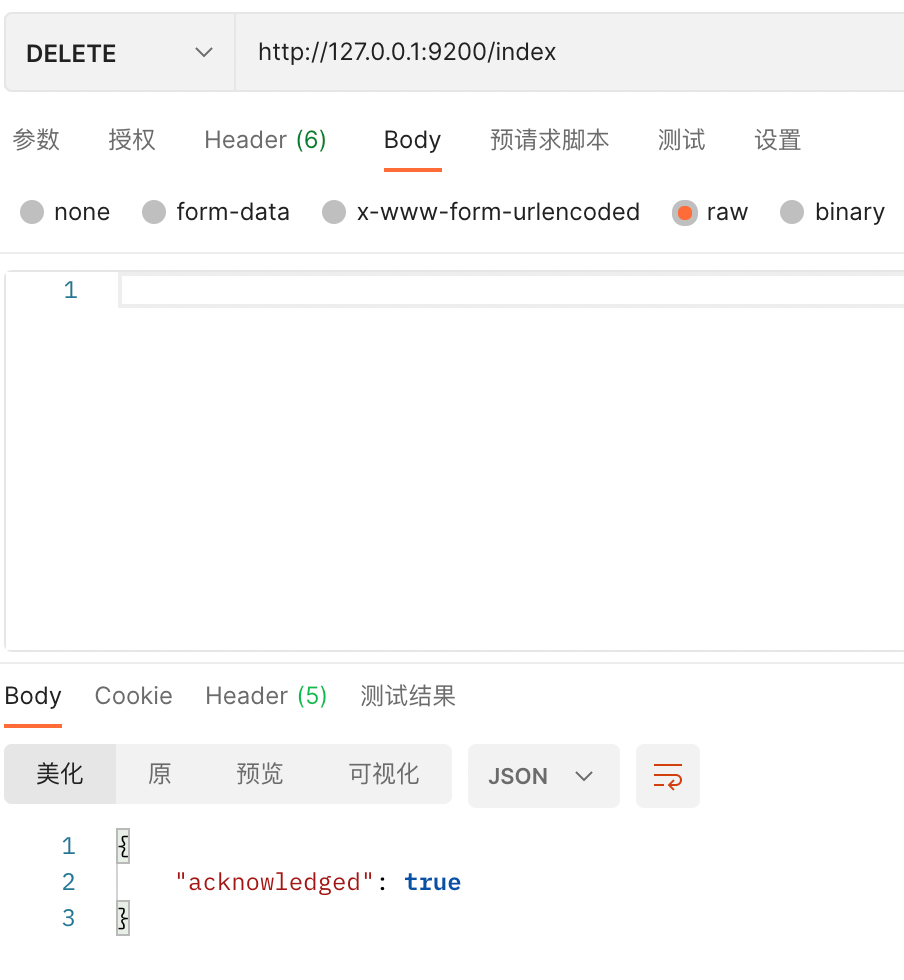 DELETE http://127.0.0.1:9200/index
参数 授权 Header (6) Body 预请求脚本 测试 设置
none form-data x-www-form-urlencoded raw binary
1
Body Cookie Header (5) 测试结果
美化 原 预览 可视化 JSON
1 {
2 "acknowledged": true
3 }